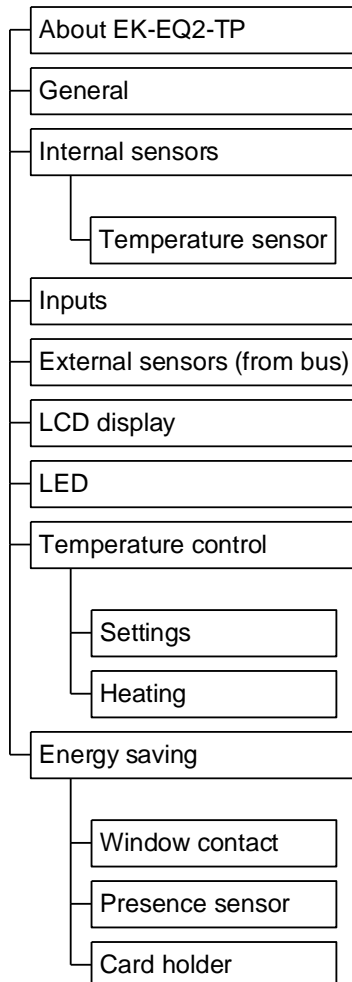 About EK-EQ2-TP
General
Internal sensors
Temperature sensor
Inputs
External sensors (from bus)
LCD display
LED
Temperature control
Settings
Heating
Energy saving
Window contact
Presence sensor
Card holder